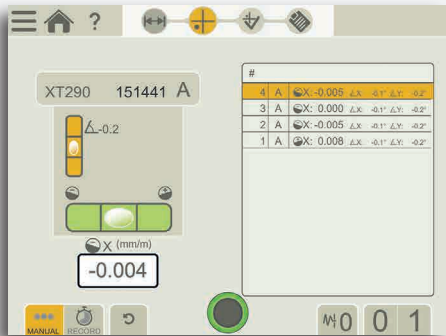 ?
#
4 A X: -0.005 ∠X: -0.1° ∠Y: -0.2°
3 A X: 0.000 ∠X: -0.1° ∠Y: -0.2°
2 A X: -0.005 ∠X: -0.1° ∠Y: -0.2°
1 A X: 0.008 ∠X: -0.1° ∠Y: -0.2°
XT290 151441 A
∠-0.2
X (mm/m)
-0.004
MANUAL RECORD
0 0 1